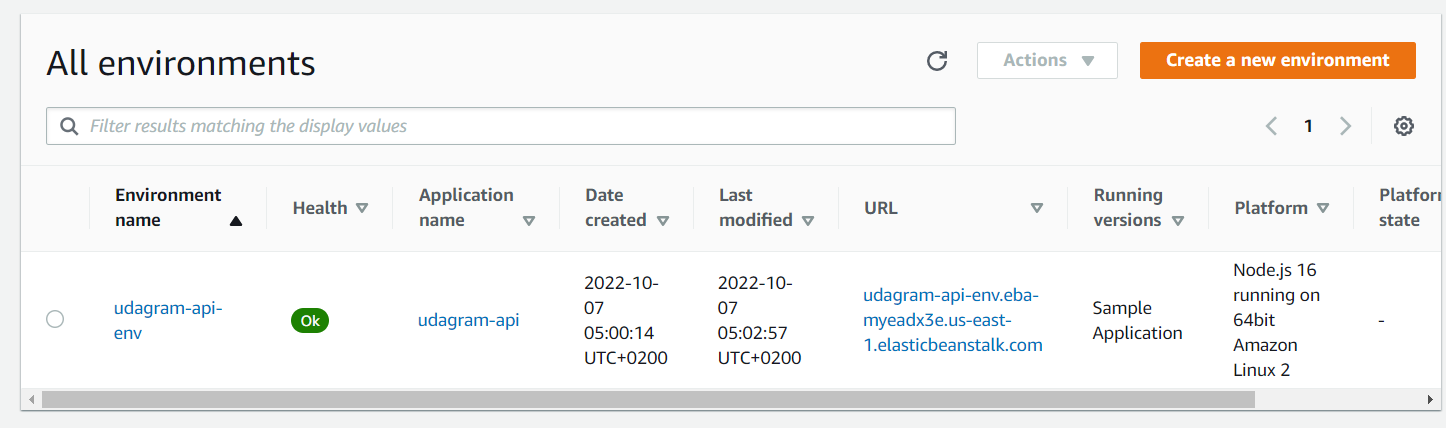 All environments
Actions
Create a new environment
Filter results matching the display values
1
Environment
name
Health
Application
name
Date
created
Last
modified
URL
Running
versions
Platform
Platform
state
udagram-api-
env
Ok
udagram-api
2022-10-
07
05:00:14
UTC+0200
2022-10-
07
05:02:57
UTC+0200
udagram-api-env.eba-
myeadx3e.us-east-
1.elasticbeanstalk.com
Sample
Application
Node.js 16
running on
64bit
Amazon
Linux 2
-